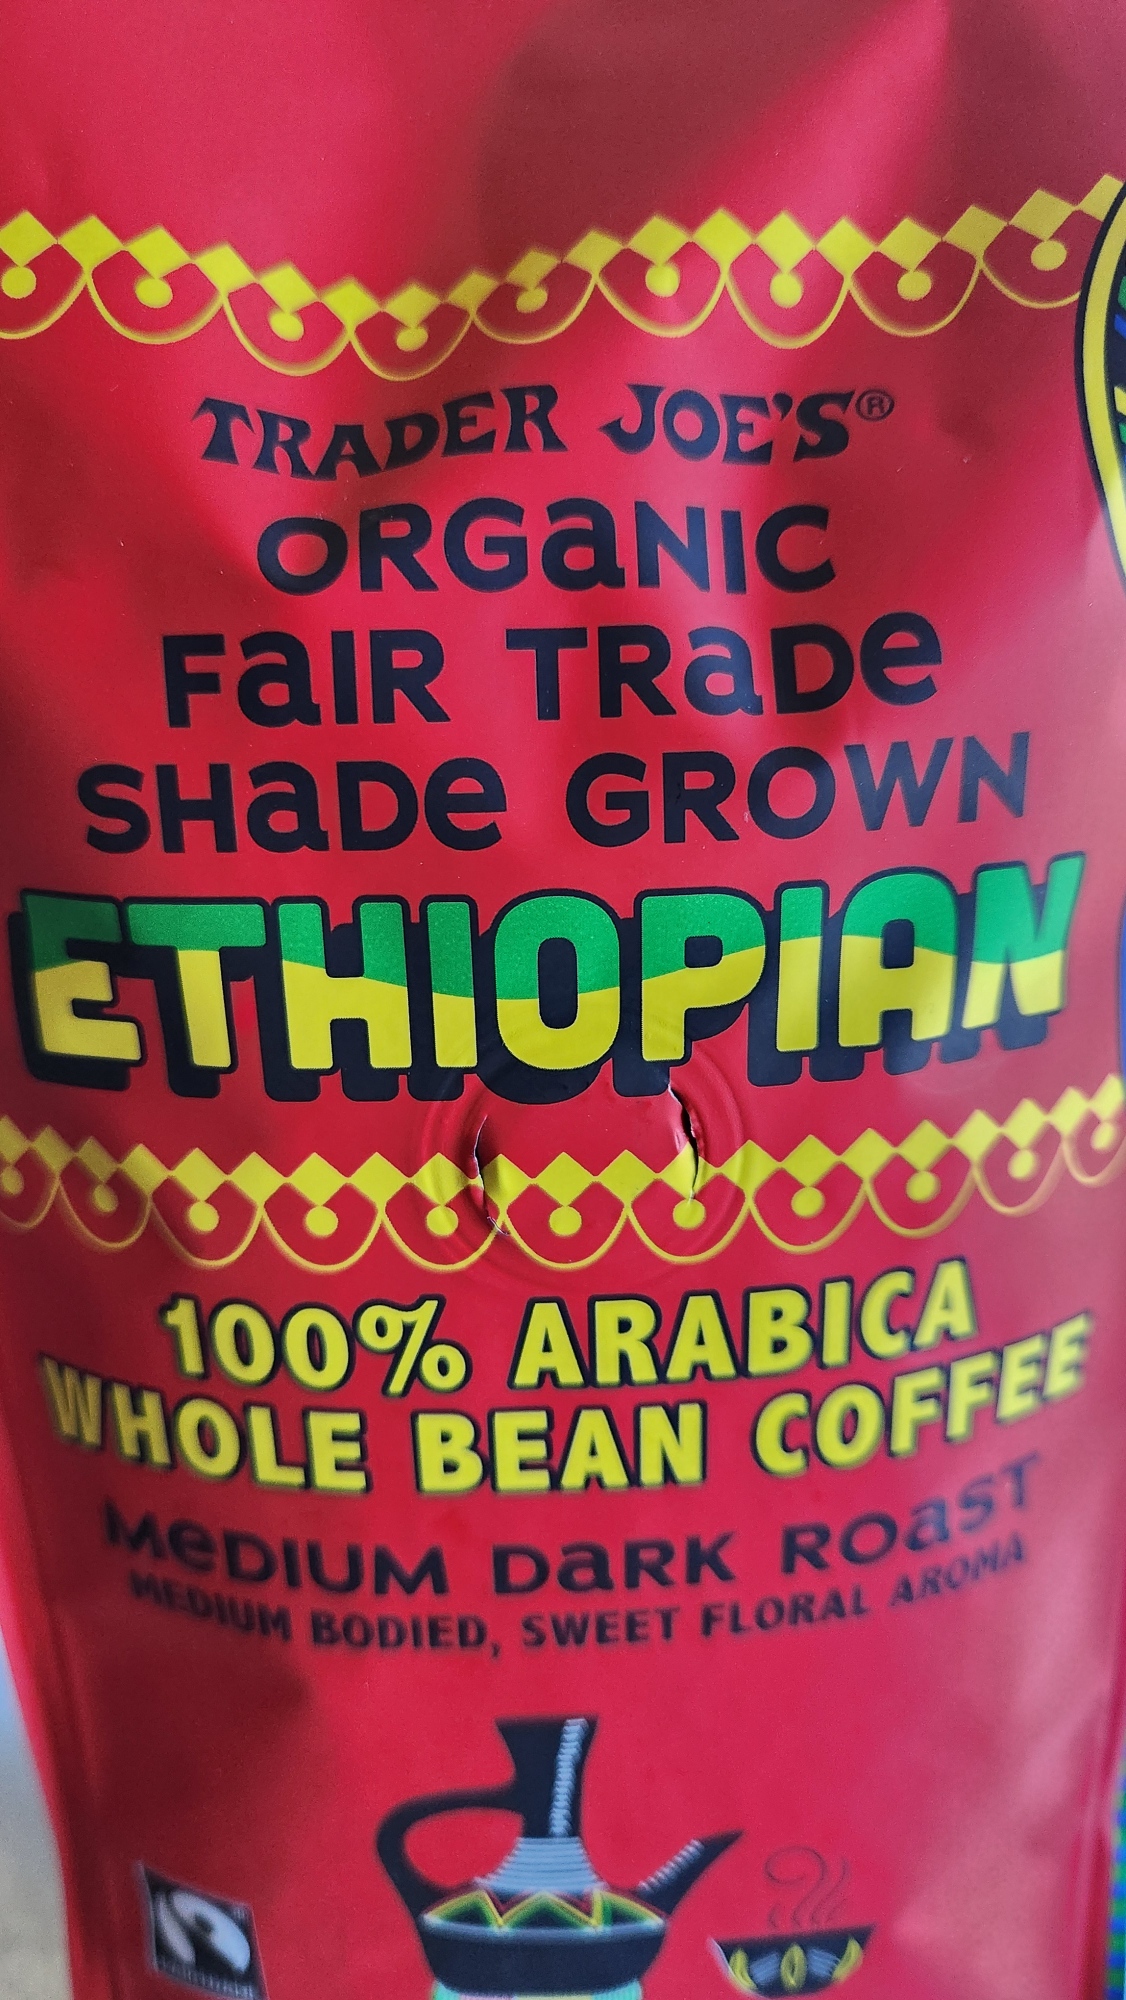 TRADER JOE'S®
ORGaNIC
FaIR TRaDe
SHaDe GROWN
ETHIOPIAN
100% ARABICA
WHOLE BEAN COFFEE
MeDIUM DaRK ROaST
MEDIUM BODIED, SWEET FLORAL AROMA